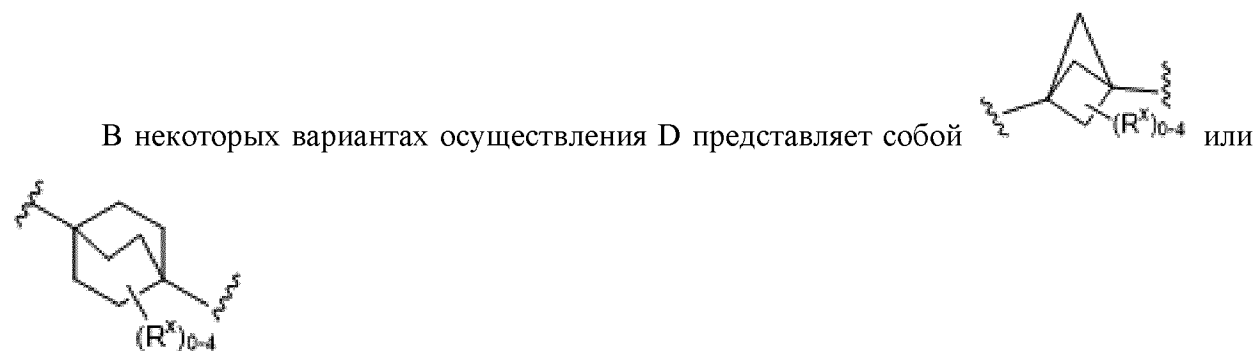 В некоторых вариантах осуществления D представляет собой (Rˣ)₀₋₄ или
(Rˣ)₀₋₄